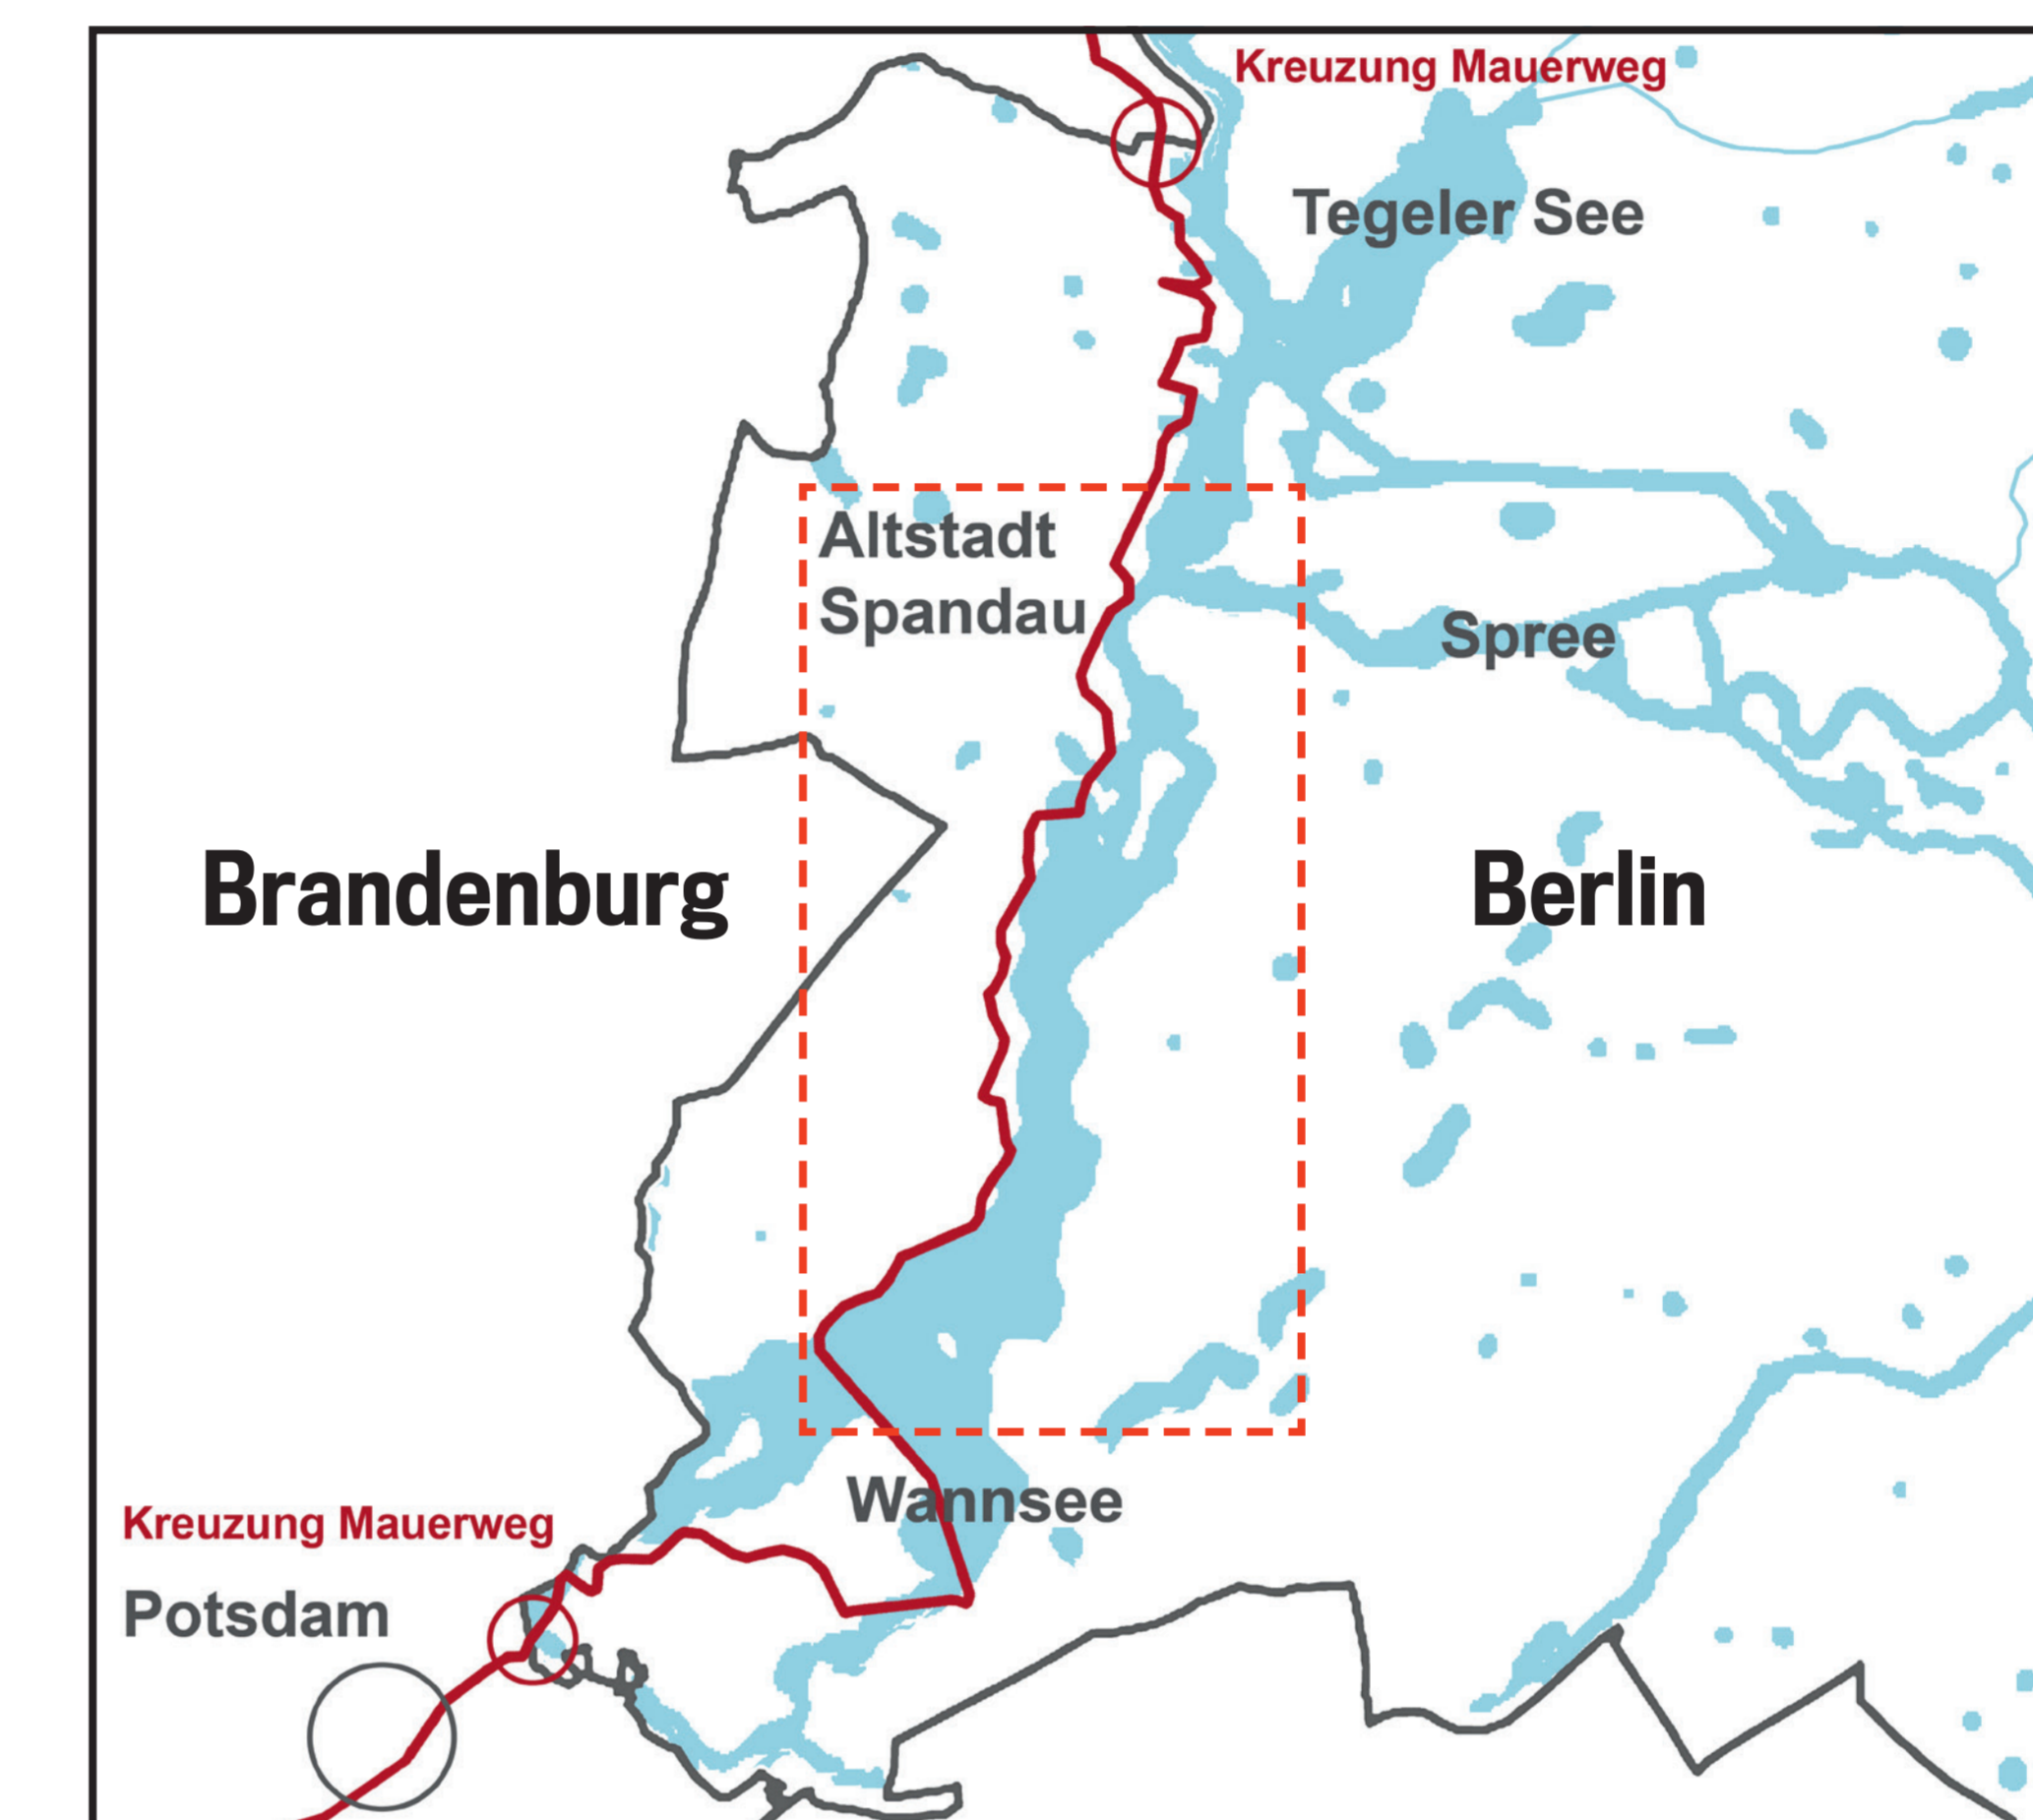 Kreuzung Mauerweg
Tegeler See
Altstadt
Spandau
Spree
Brandenburg
Berlin
Wannsee
Kreuzung Mauerweg
Potsdam